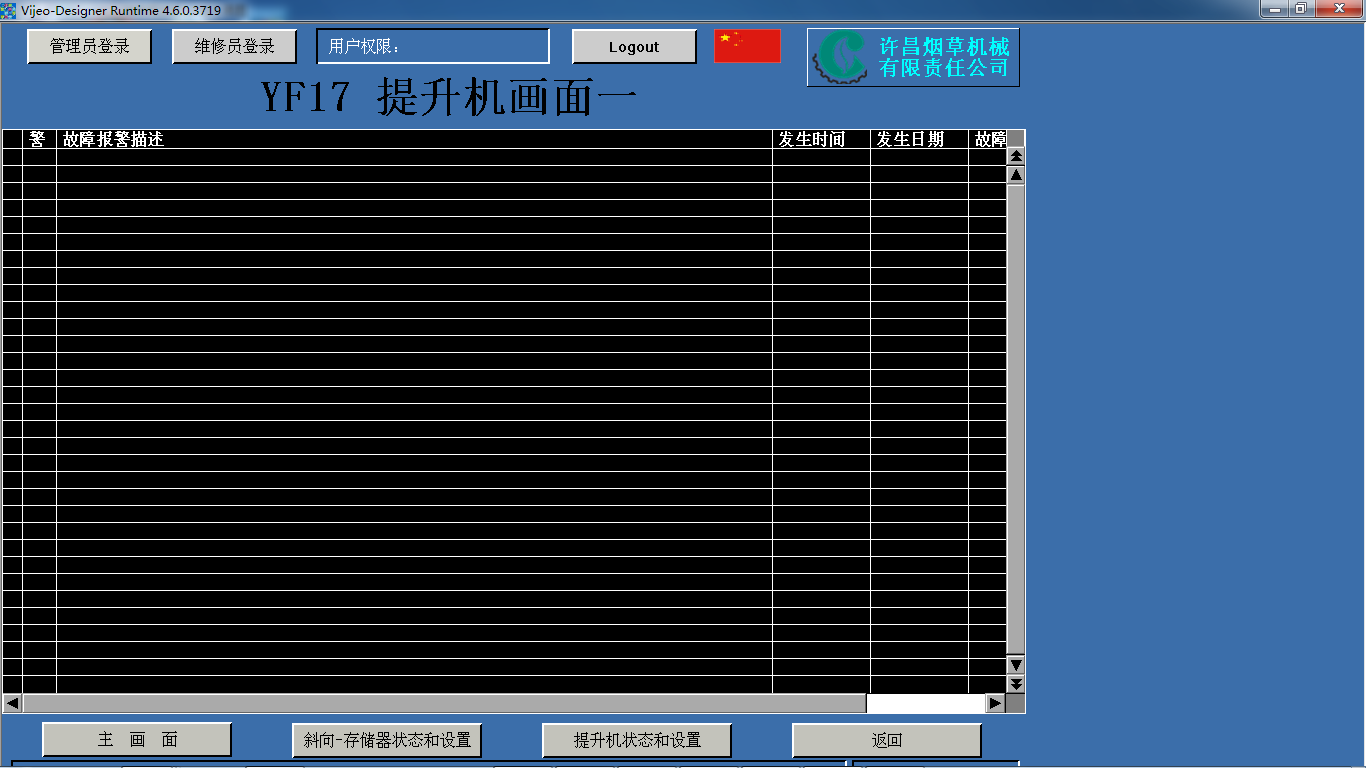 Vijeo-Designer Runtime 4.6.0.3719
管理员登录 维修员登录 用户权限: Logout
许昌烟草机械
有限责任公司
YF17 提升机画面一
警 故障报警描述 发生时间 发生日期 故障
主 画 面 斜向-存储器状态和设置 提升机状态和设置 返回